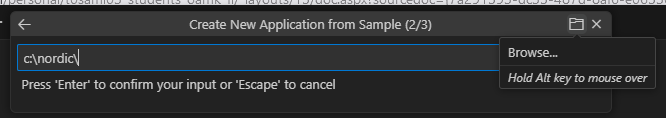 Create New Application from Sample (2/3)
c:\nordic\
Browse...
Press 'Enter' to confirm your input or 'Escape' to cancel
Hold Alt key to mouse over